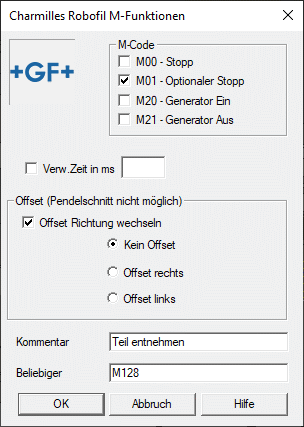 Charmilles Robofil M-Funktionen
+GF+
M-Code
M00 - Stopp
M01 - Optionaler Stopp
M20 - Generator Ein
M21 - Generator Aus
Verw.Zeit in ms
Offset (Pendelschnitt nicht möglich)
Offset Richtung wechseln
Kein Offset
Offset rechts
Offset links
Kommentar Teil entnehmen
Beliebiger M128
OK Abbruch Hilfe